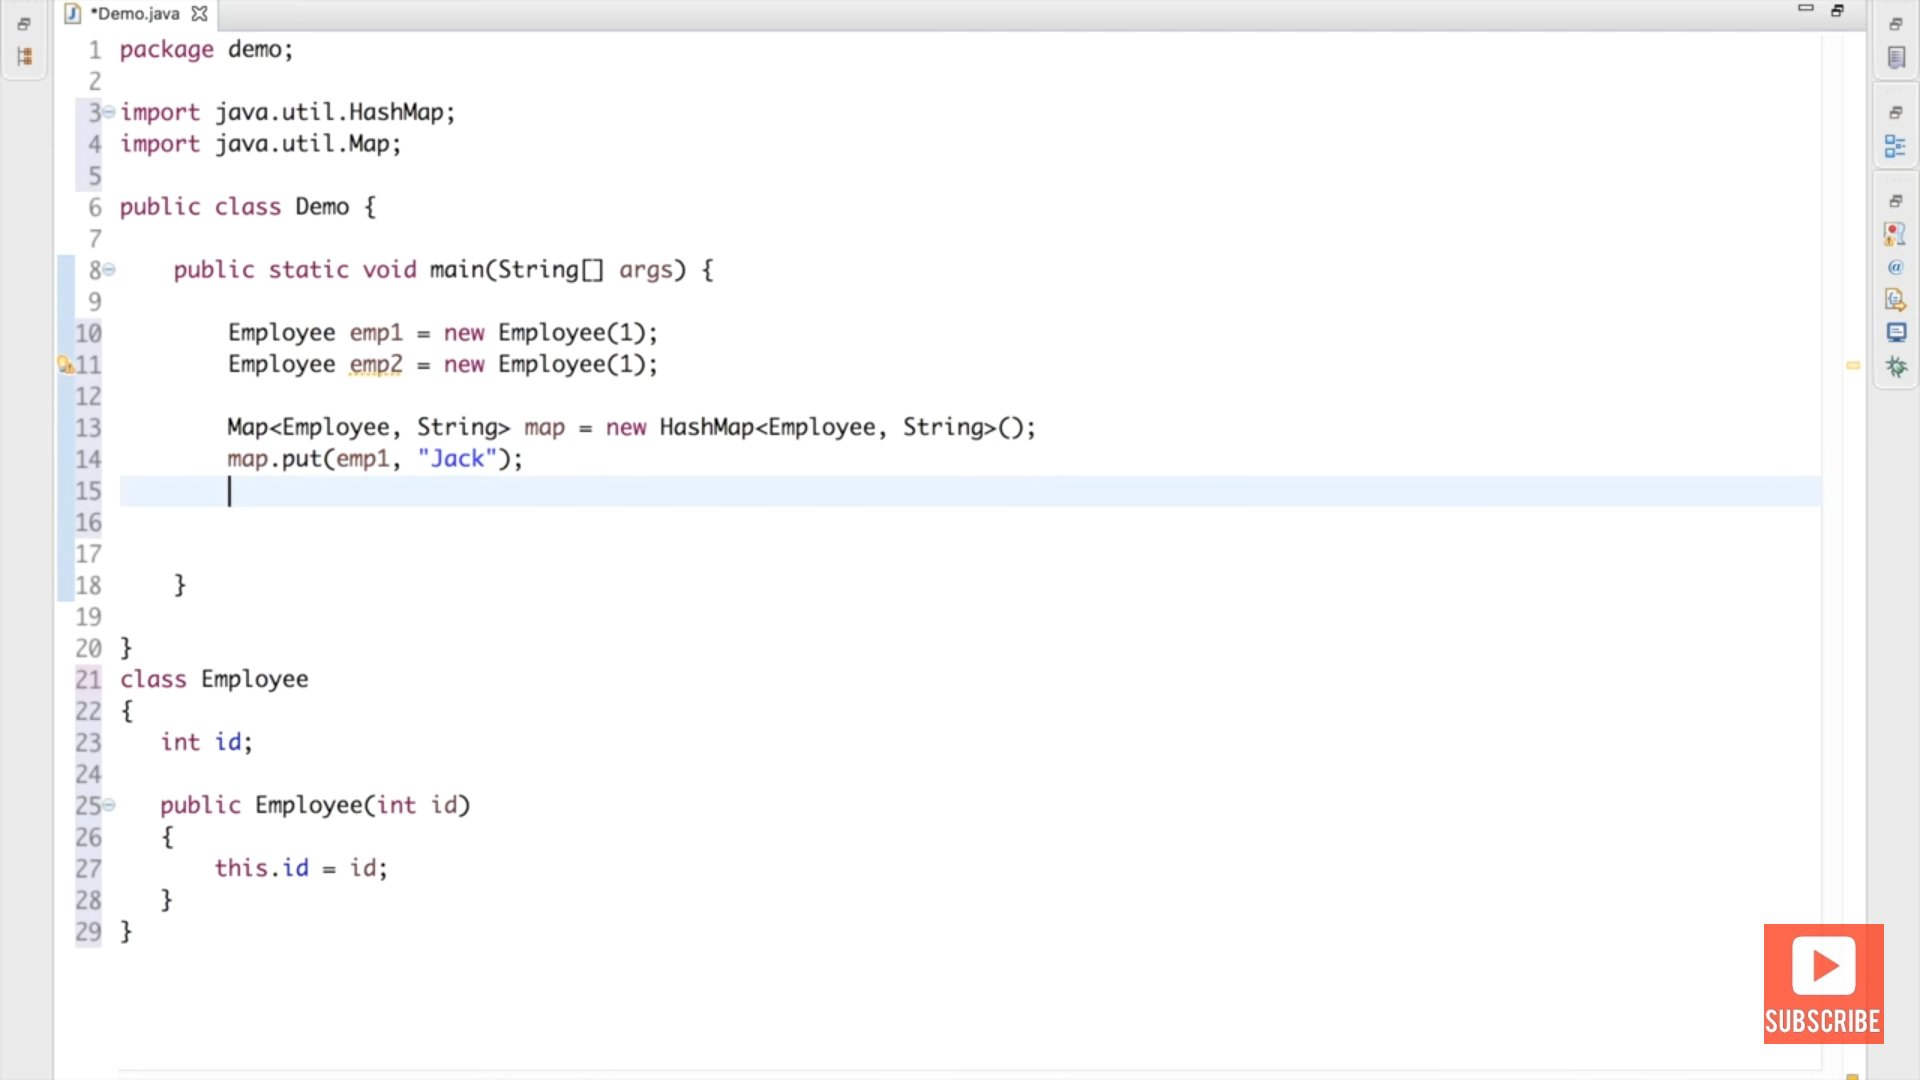 *Demo.java
1 package demo;
2
3 import java.util.HashMap;
4 import java.util.Map;
5
6 public class Demo {
7
8 public static void main(String[] args) {
9
10 Employee emp1 = new Employee(1);
11 Employee emp2 = new Employee(1);
12
13 Map<Employee, String> map = new HashMap<Employee, String>();
14 map.put(emp1, "Jack");
15
16
17
18 }
19
20 }
21 class Employee
22 {
23 int id;
24
25 public Employee(int id)
26 {
27 this.id = id;
28 }
29 }
SUBSCRIBE